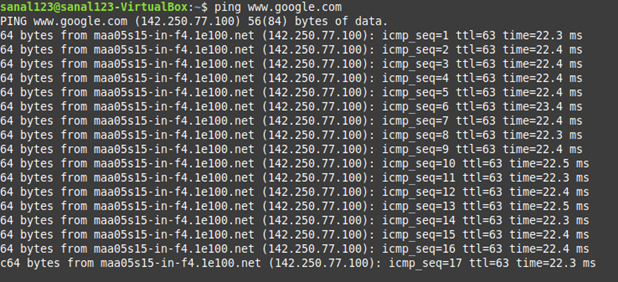 sanal123@sanal123-VirtualBox:~$ ping www.google.com
PING www.google.com (142.250.77.100) 56(84) bytes of data.
64 bytes from maa05s15-in-f4.1e100.net (142.250.77.100): icmp_seq=1 ttl=63 time=22.3 ms
64 bytes from maa05s15-in-f4.1e100.net (142.250.77.100): icmp_seq=2 ttl=63 time=22.4 ms
64 bytes from maa05s15-in-f4.1e100.net (142.250.77.100): icmp_seq=3 ttl=63 time=22.4 ms
64 bytes from maa05s15-in-f4.1e100.net (142.250.77.100): icmp_seq=4 ttl=63 time=22.4 ms
64 bytes from maa05s15-in-f4.1e100.net (142.250.77.100): icmp_seq=5 ttl=63 time=22.4 ms
64 bytes from maa05s15-in-f4.1e100.net (142.250.77.100): icmp_seq=6 ttl=63 time=23.4 ms
64 bytes from maa05s15-in-f4.1e100.net (142.250.77.100): icmp_seq=7 ttl=63 time=22.4 ms
64 bytes from maa05s15-in-f4.1e100.net (142.250.77.100): icmp_seq=8 ttl=63 time=22.3 ms
64 bytes from maa05s15-in-f4.1e100.net (142.250.77.100): icmp_seq=9 ttl=63 time=22.4 ms
64 bytes from maa05s15-in-f4.1e100.net (142.250.77.100): icmp_seq=10 ttl=63 time=22.5 ms
64 bytes from maa05s15-in-f4.1e100.net (142.250.77.100): icmp_seq=11 ttl=63 time=22.3 ms
64 bytes from maa05s15-in-f4.1e100.net (142.250.77.100): icmp_seq=12 ttl=63 time=22.4 ms
64 bytes from maa05s15-in-f4.1e100.net (142.250.77.100): icmp_seq=13 ttl=63 time=22.5 ms
64 bytes from maa05s15-in-f4.1e100.net (142.250.77.100): icmp_seq=14 ttl=63 time=22.3 ms
64 bytes from maa05s15-in-f4.1e100.net (142.250.77.100): icmp_seq=15 ttl=63 time=22.4 ms
64 bytes from maa05s15-in-f4.1e100.net (142.250.77.100): icmp_seq=16 ttl=63 time=22.4 ms
c64 bytes from maa05s15-in-f4.1e100.net (142.250.77.100): icmp_seq=17 ttl=63 time=22.3 ms